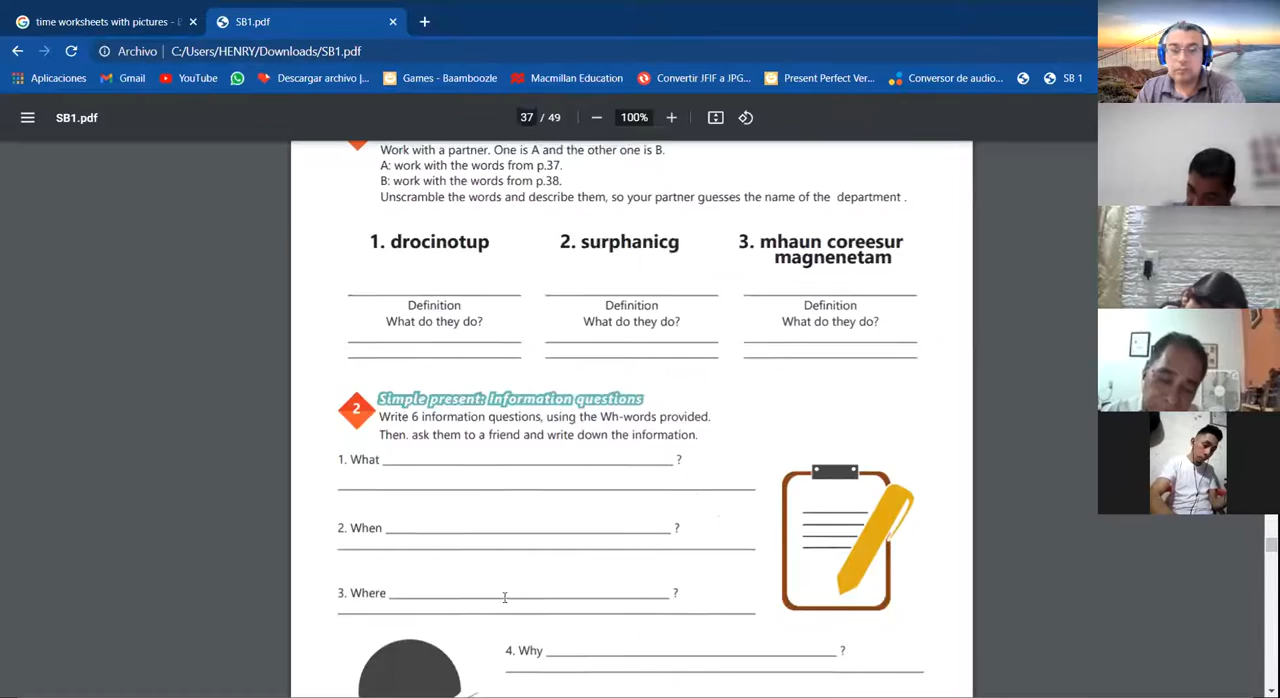 time worksheets with pictures - E
SB1.pdf
Archivo
C:/Users/HENRY/Downloads/SB1.pdf
Aplicaciones
Gmail
YouTube
Descargar archivo |...
Games - Baamboozle
Macmillan Education
Convertir JFIF a JPG...
Present Perfect Ver...
Conversor de audio...
SB 1
SB1.pdf
37 / 49
100%
Work with a partner. One is A and the other one is B.
A: work with the words from p.37.
B: work with the words from p.38.
Unscramble the words and describe them, so your partner guesses the name of the department .
1. drocinotup
2. surphanicg
3. mhaun coreesur
magnenetam
Definition
Definition
Definition
What do they do?
What do they do?
What do they do?
2
Simple present: Information questions
Write 6 information questions, using the Wh-words provided.
Then. ask them to a friend and write down the information.
1. What ______ ?
2. When ______ ?
3. Where ______ ?
4. Why ______ ?